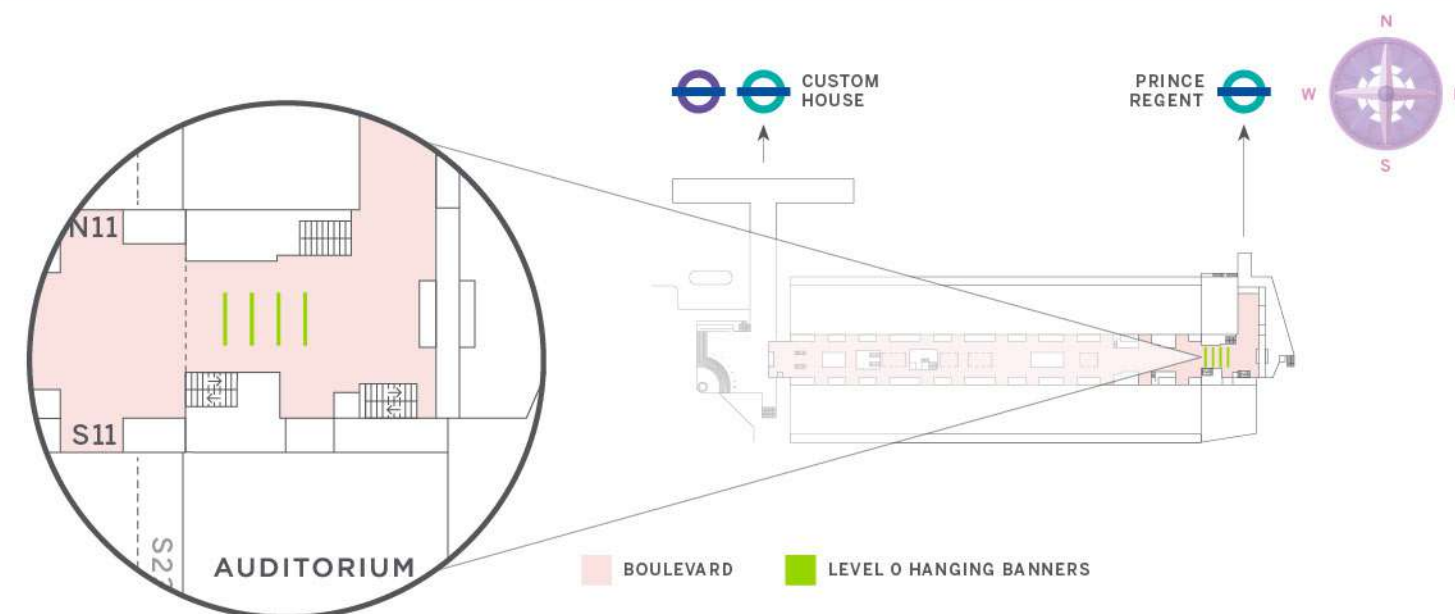 N
CUSTOM
HOUSE
PRINCE
REGENT
W
S
N11
S11
AUDITORIUM
BOULEVARD
LEVEL 0 HANGING BANNERS